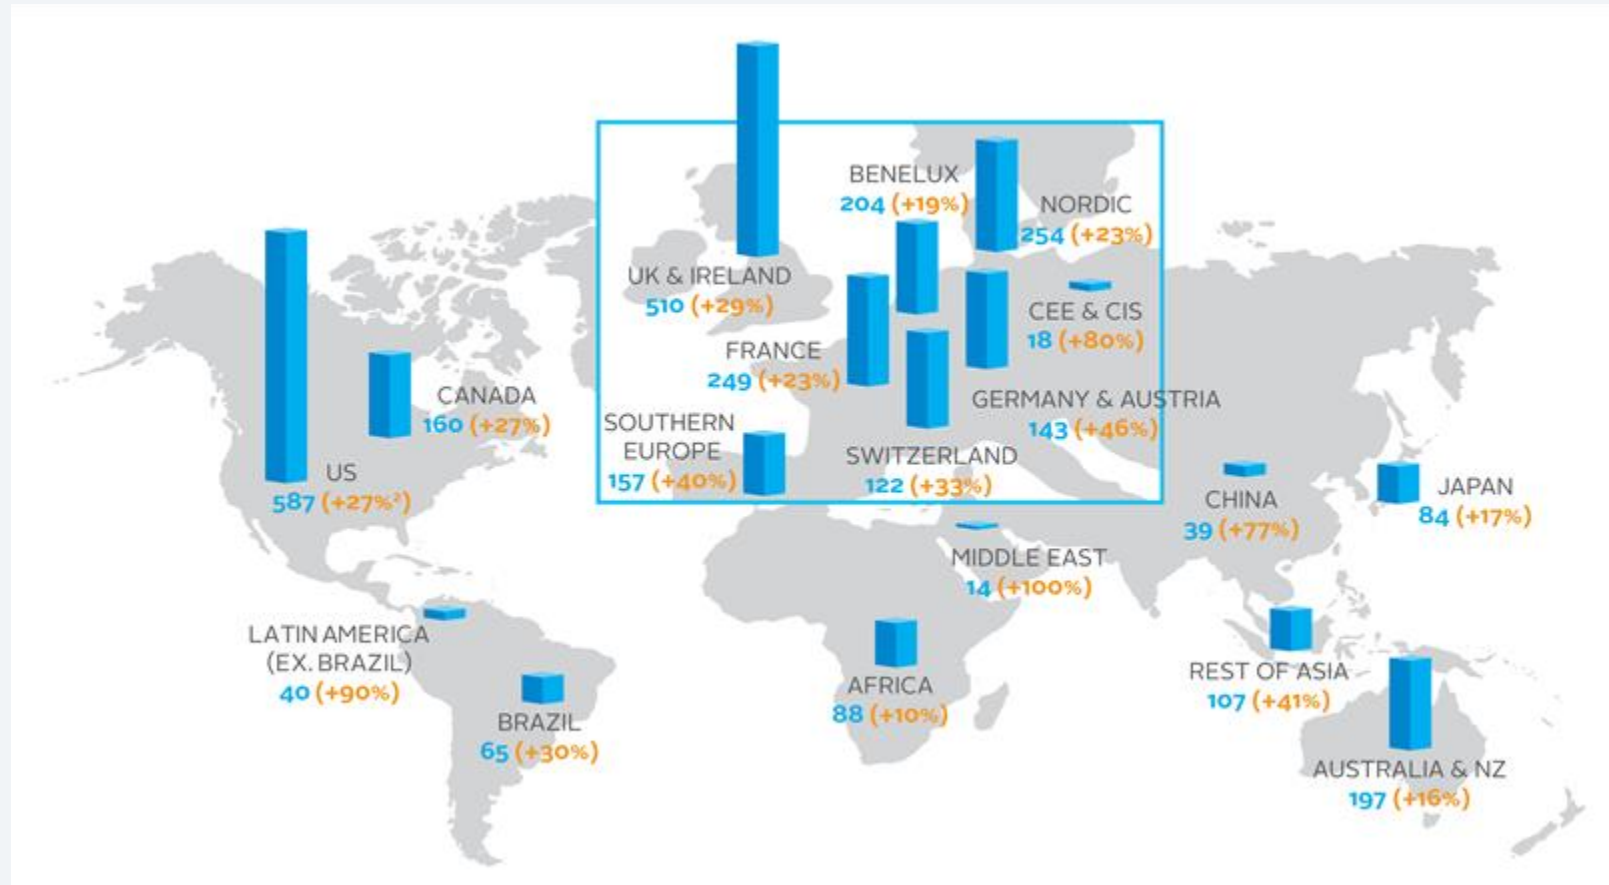 BENELUX
204 (+19%)
NORDIC
254 (+23%)
UK & IRELAND
510 (+29%)
CEE & CIS
18 (+80%)
FRANCE
249 (+23%)
GERMANY & AUSTRIA
143 (+46%)
SOUTHERN
EUROPE
157 (+40%)
SWITZERLAND
122 (+33%)
CANADA
160 (+27%)
US
587 (+27%²)
CHINA
39 (+77%)
JAPAN
84 (+17%)
MIDDLE EAST
14 (+100%)
LATIN AMERICA
(EX. BRAZIL)
40 (+90%)
BRAZIL
65 (+30%)
AFRICA
88 (+10%)
REST OF ASIA
107 (+41%)
AUSTRALIA & NZ
197 (+16%)